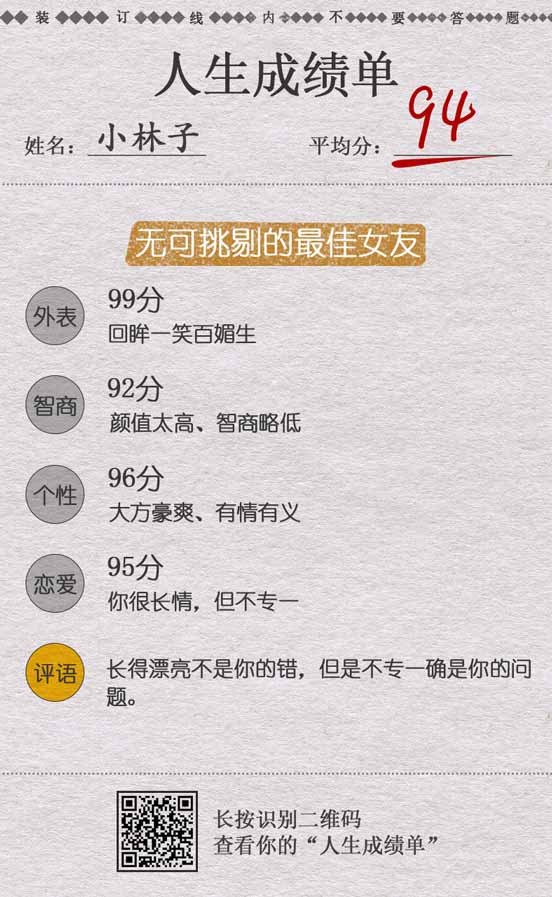 装 订 线 内 不 要 答 题
人生成绩单
姓名：小林子 平均分：94
无可挑剔的最佳女友
外表 99分
回眸一笑百媚生
智商 92分
颜值太高、智商略低
个性 96分
大方豪爽、有情有义
恋爱 95分
你很长情，但不专一
评语 长得漂亮不是你的错，但是不专一确是你的问
题。
长按识别二维码
查看你的“人生成绩单”